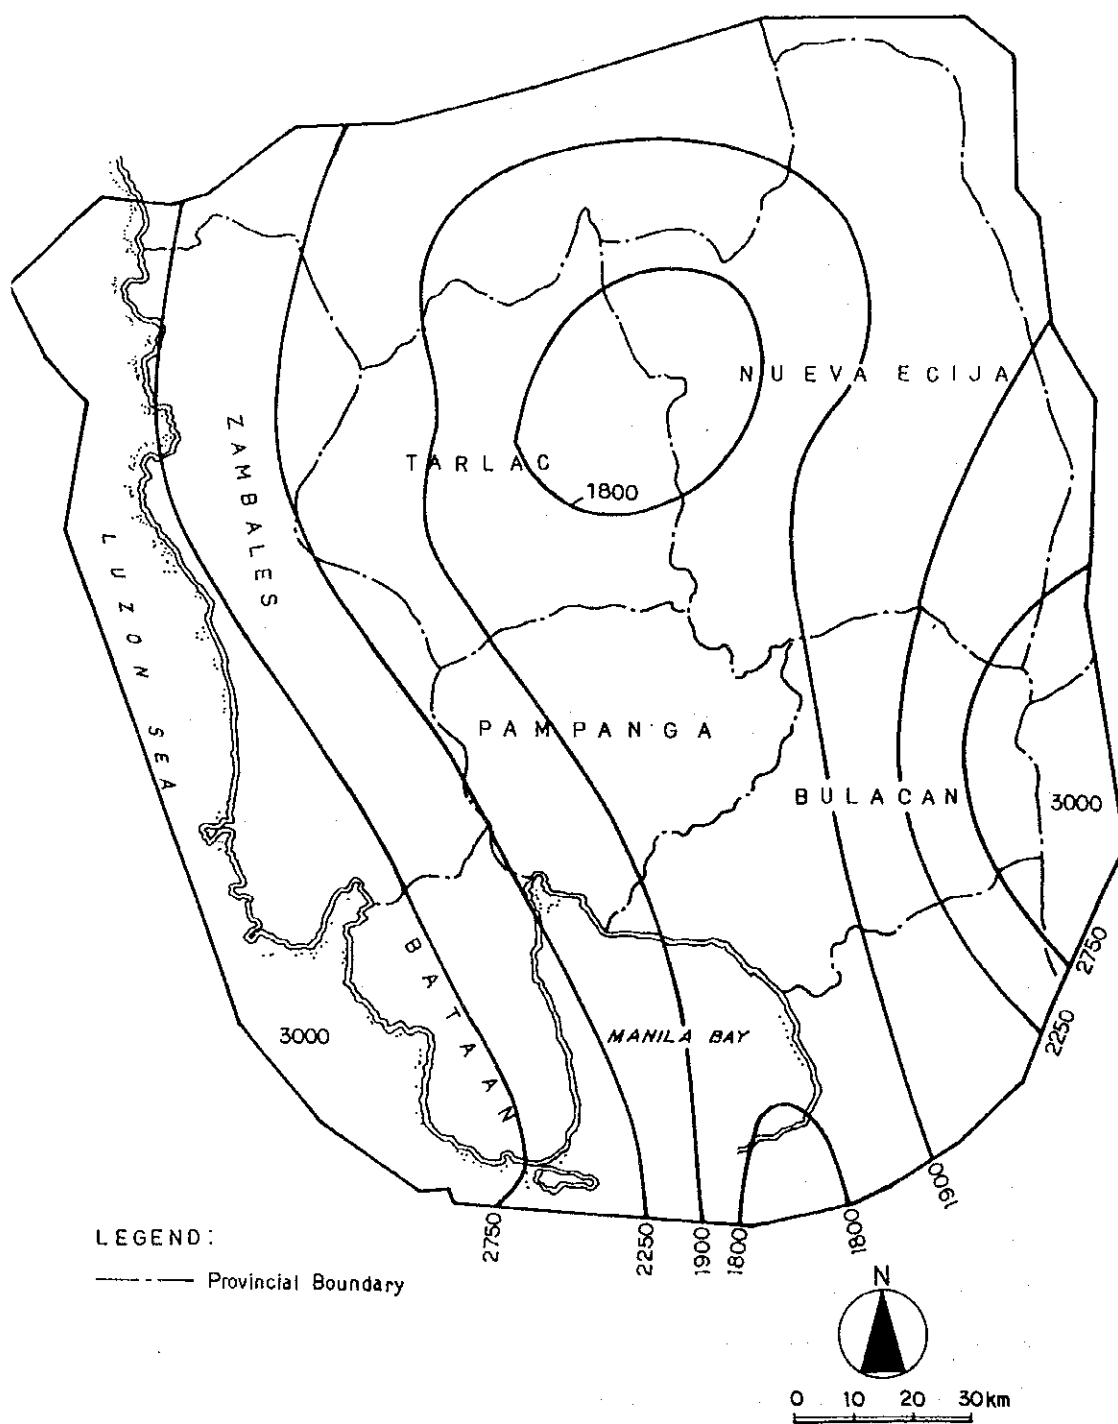 NUEVA ECIJA
ZAMBALES
TARLAC
1800
LUZON SEA
PAMPANGA
BULACAN
3000
BATAAN
2750
3000
MANILA BAY
2250
1900
2750
2250
1900
1800
1800
LEGEND:
Provincial Boundary
N
0 10 20 30km